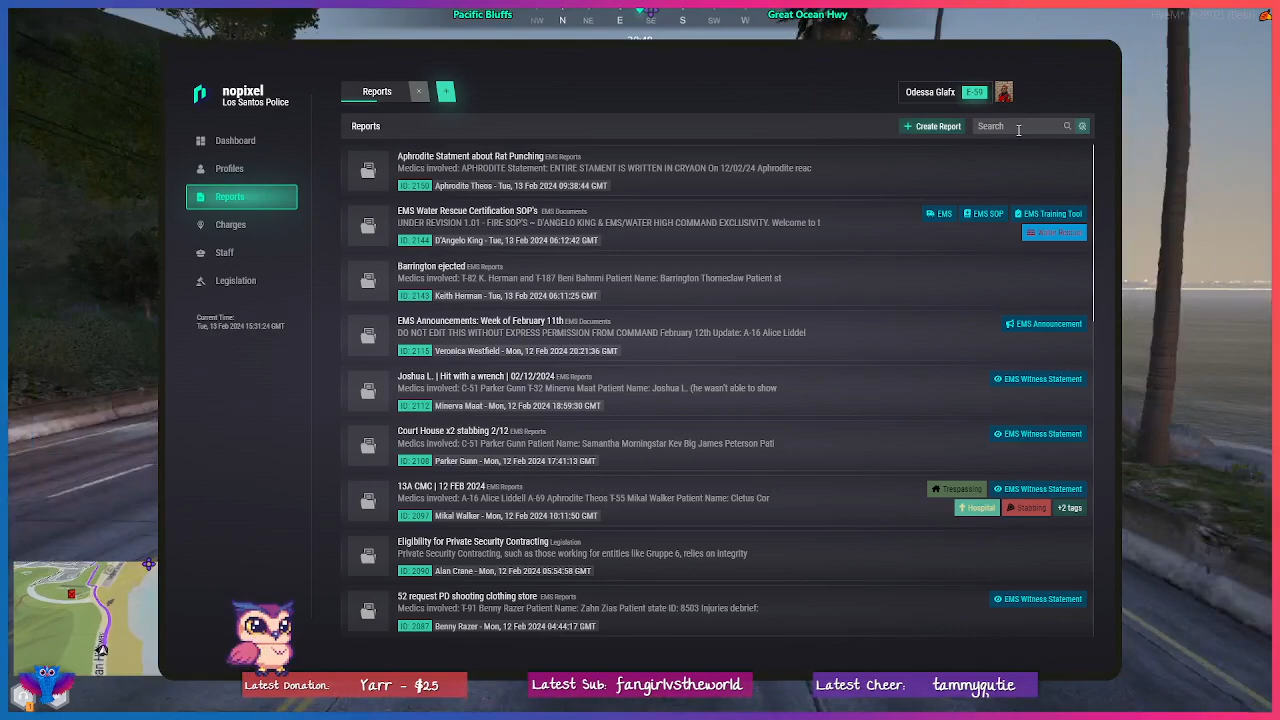 Pacific Bluffs
NW N NE E SE S SW W
Great Ocean Hwy
nopixel
Los Santos Police
Reports
×
+
Odessa Glafx E-59
Reports
+ Create Report
Search
Dashboard
Profiles
Reports
Charges
Staff
Legislation
Current Time:
Tue, 13 Feb 2024 15:31:24 GMT
Aphrodite Statment about Rat Punching EMS Reports
Medics involved: APHRODITE Statement: ENTIRE STAMENT IS WRITTEN IN CRYAON On 12/02/24 Aphrodite reac
ID: 2150 Aphrodite Theos - Tue, 13 Feb 2024 09:38:44 GMT
EMS Water Rescue Certification SOP's EMS Documents
UNDER REVISION 1.01 - FIRE SOP'S ~ D'ANGELO KING & EMS/WATER HIGH COMMAND EXCLUSIVITY. Welcome to t
ID: 2144 D'Angelo King - Tue, 13 Feb 2024 06:12:42 GMT
EMS EMS SOP EMS Training Tool
Water Rescue
Barrington ejected EMS Reports
Medics involved: T-82 K. Herman and T-187 Beni Bahnmi Patient Name: Barrington Thorneclaw Patient st
ID: 2143 Keith Herman - Tue, 13 Feb 2024 06:11:25 GMT
EMS Announcements: Week of February 11th EMS Documents
DO NOT EDIT THIS WITHOUT EXPRESS PERMISSION FROM COMMAND February 12th Update: A-16 Alice Liddel
ID: 2115 Veronica Westfield - Mon, 12 Feb 2024 20:21:36 GMT
EMS Announcement
Joshua L. | Hit with a wrench | 02/12/2024 EMS Reports
Medics involved: C-51 Parker Gunn T-32 Minerva Maat Patient Name: Joshua L. (he wasn't able to show
ID: 2112 Minerva Maat - Mon, 12 Feb 2024 18:59:30 GMT
EMS Witness Statement
Court House x2 stabbing 2/12 EMS Reports
Medics involved: C-51 Parker Gunn Patient Name: Samantha Morningstar Kev Big James Peterson Pati
ID: 2108 Parker Gunn - Mon, 12 Feb 2024 17:41:13 GMT
EMS Witness Statement
13A CMC | 12 FEB 2024 EMS Reports
Medics involved: A-16 Alice Liddell A-69 Aphrodite Theos T-55 Mikal Walker Patient Name: Cletus Cor
ID: 2097 Mikal Walker - Mon, 12 Feb 2024 10:11:50 GMT
Trespassing EMS Witness Statement
Hospital Stabbing +2 tags
Eligibility for Private Security Contracting Legislation
Private Security Contracting, such as those working for entities like Gruppe 6, relies on integrity
ID: 2090 Alan Crane - Mon, 12 Feb 2024 05:54:58 GMT
52 request PD shooting clothing store EMS Reports
Medics involved: T-91 Benny Razer Patient Name: Zahn Zias Patient state ID: 8503 Injuries debrief:
ID: 2087 Benny Razer - Mon, 12 Feb 2024 04:44:17 GMT
EMS Witness Statement
Latest Donation: Yarr - $25
Latest Sub: fangirlvstheworld
Latest Cheer: tammyqutie